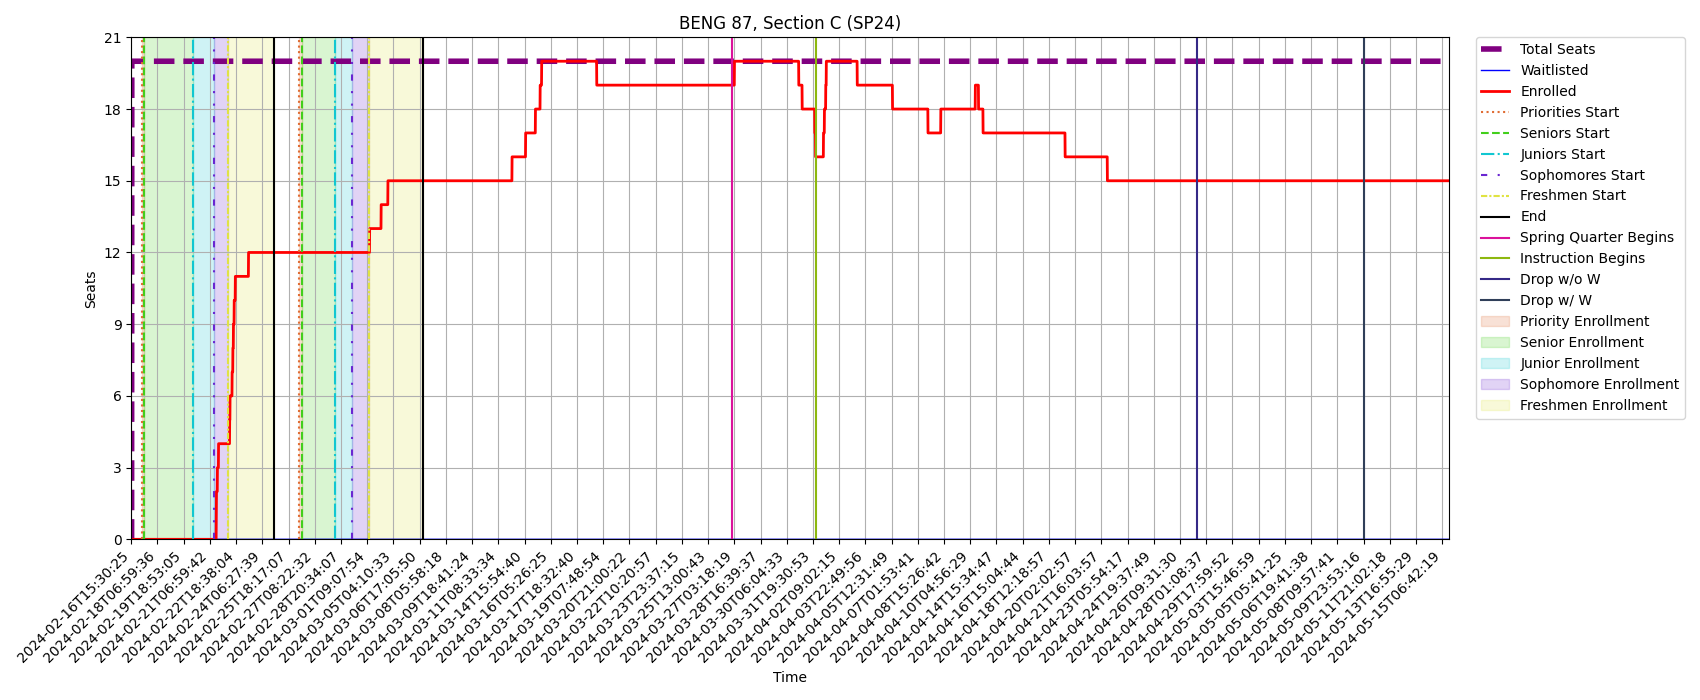 BENG 87, Section C (SP24)
21
18
15
12
9
6
3
0
Seats
2024-02-16T15:30:25
2024-02-18T06:59:36
2024-02-19T18:53:05
2024-02-21T06:59:42
2024-02-22T18:38:04
2024-02-24T06:27:39
2024-02-25T18:17:07
2024-02-27T08:22:32
2024-02-28T20:34:07
2024-03-01T09:07:54
2024-03-05T04:10:33
2024-03-06T17:05:50
2024-03-08T05:58:18
2024-03-09T18:41:24
2024-03-11T08:33:34
2024-03-14T15:54:40
2024-03-16T05:26:25
2024-03-17T18:32:40
2024-03-19T07:48:54
2024-03-20T21:00:22
2024-03-22T10:20:57
2024-03-23T23:37:15
2024-03-25T13:00:43
2024-03-27T03:18:19
2024-03-28T16:39:37
2024-03-30T06:04:33
2024-03-31T19:30:53
2024-04-02T09:02:15
2024-04-03T22:49:56
2024-04-05T12:31:49
2024-04-07T01:53:41
2024-04-08T15:26:42
2024-04-10T04:56:29
2024-04-14T15:34:47
2024-04-16T15:04:44
2024-04-18T12:18:57
2024-04-20T02:02:57
2024-04-21T16:03:57
2024-04-23T05:54:17
2024-04-24T19:37:49
2024-04-26T09:31:30
2024-04-28T01:08:37
2024-04-29T17:59:52
2024-05-03T15:46:59
2024-05-05T05:41:25
2024-05-06T19:41:38
2024-05-08T09:57:41
2024-05-09T23:53:16
2024-05-11T21:02:18
2024-05-13T16:55:29
2024-05-15T06:42:19
Time
Total Seats
Waitlisted
Enrolled
Priorities Start
Seniors Start
Juniors Start
Sophomores Start
Freshmen Start
End
Spring Quarter Begins
Instruction Begins
Drop w/o W
Drop w/ W
Priority Enrollment
Senior Enrollment
Junior Enrollment
Sophomore Enrollment
Freshmen Enrollment